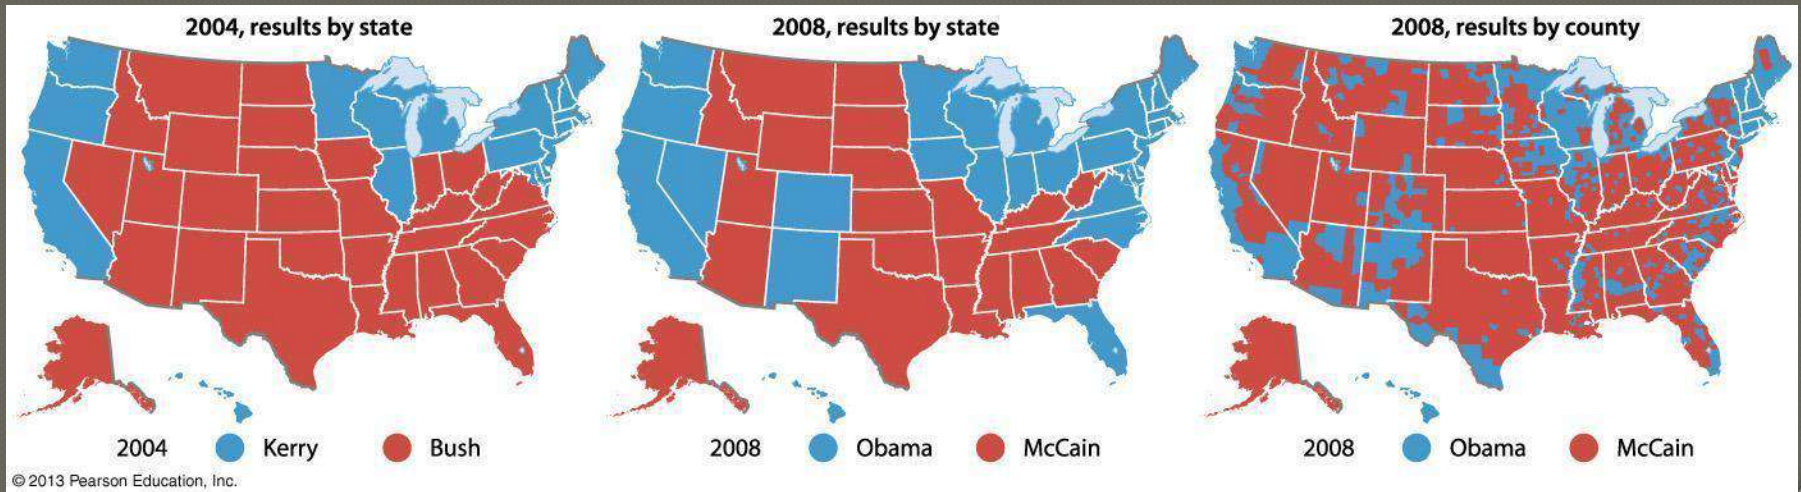 2004, results by state
2008, results by state
2008, results by county
2004 Kerry Bush
2008 Obama McCain
2008 Obama McCain
© 2013 Pearson Education, Inc.